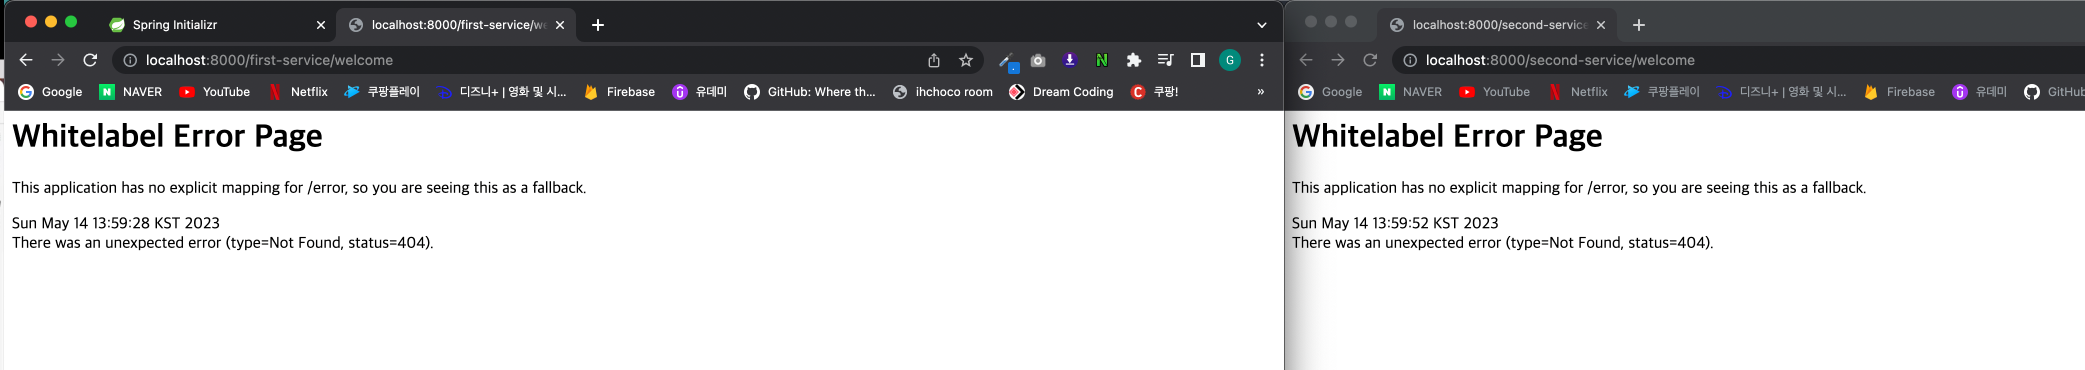 Spring Initializr
localhost:8000/first-service/we
localhost:8000/first-service/welcome
G
Google NAVER YouTube Netflix 쿠팡플레이 디즈니+ | 영화 및 시... Firebase 유데미 GitHub: Where th... ihchoco room Dream Coding 쿠팡! »
Whitelabel Error Page
This application has no explicit mapping for /error, so you are seeing this as a fallback.
Sun May 14 13:59:28 KST 2023
There was an unexpected error (type=Not Found, status=404).
localhost:8000/second-service
localhost:8000/second-service/welcome
Google NAVER YouTube Netflix 쿠팡플레이 디즈니+ | 영화 및 시... Firebase 유데미 GitHub
Whitelabel Error Page
This application has no explicit mapping for /error, so you are seeing this as a fallback.
Sun May 14 13:59:52 KST 2023
There was an unexpected error (type=Not Found, status=404).